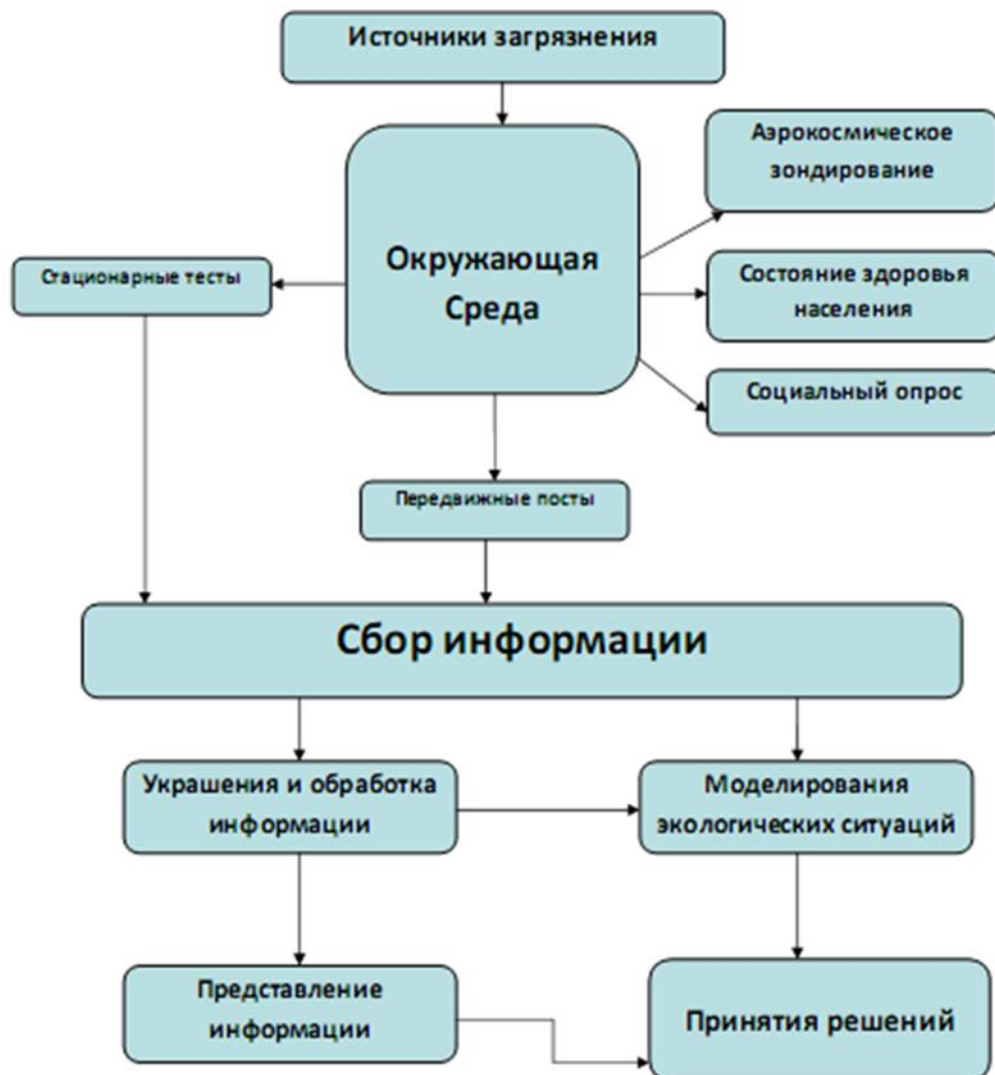 Источники загрязнения
Аэрокосмическое
зондирование
Окружающая
Среда
Стационарные тесты
Состояние здоровья
населения
Социальный опрос
Передвижные посты
Сбор информации
Украшения и обработка
информации
Моделирования
экологических ситуаций
Представление
информации
Принятия решений